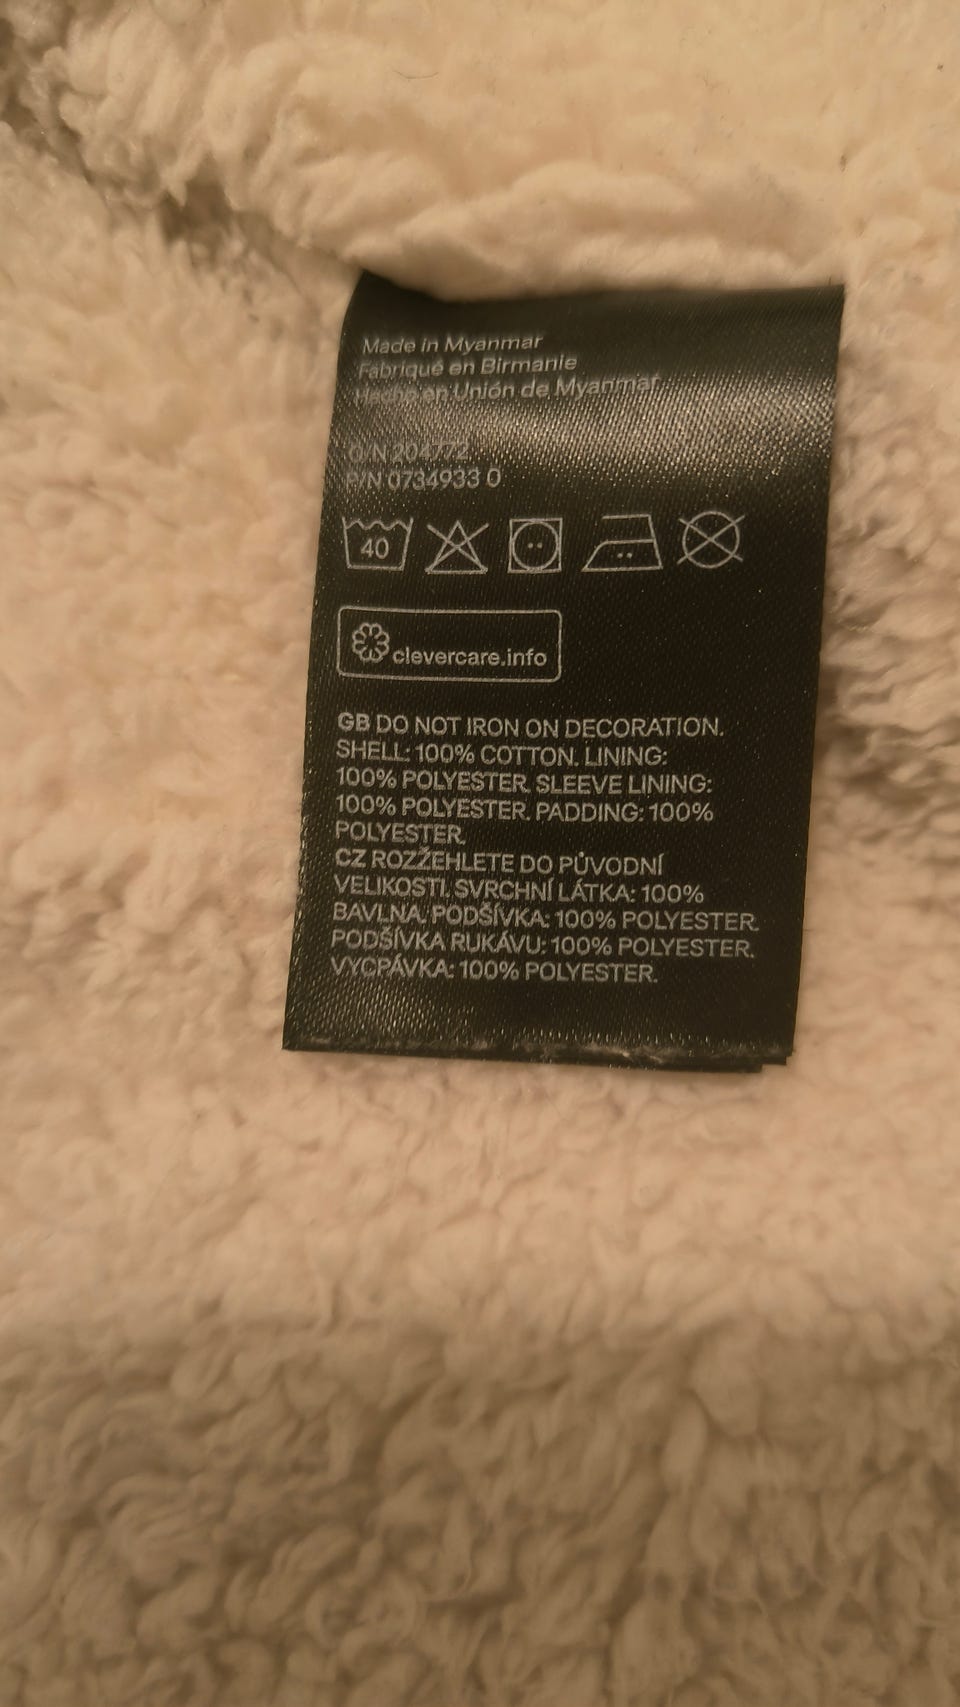 Made in Myanmar
Fabriqué en Birmanie
Hecho en Unión de Myanmar
O/N 204772
P/N 0734933 0
40
clevercare.info
GB DO NOT IRON ON DECORATION.
SHELL: 100% COTTON. LINING:
100% POLYESTER. SLEEVE LINING:
100% POLYESTER. PADDING: 100%
POLYESTER.
CZ ROZŽEHLETE DO PŮVODNÍ
VELIKOSTI. SVRCHNÍ LÁTKA: 100%
BAVLNA. PODŠÍVKA: 100% POLYESTER.
PODŠÍVKA RUKÁVU: 100% POLYESTER.
VYCPÁVKA: 100% POLYESTER.